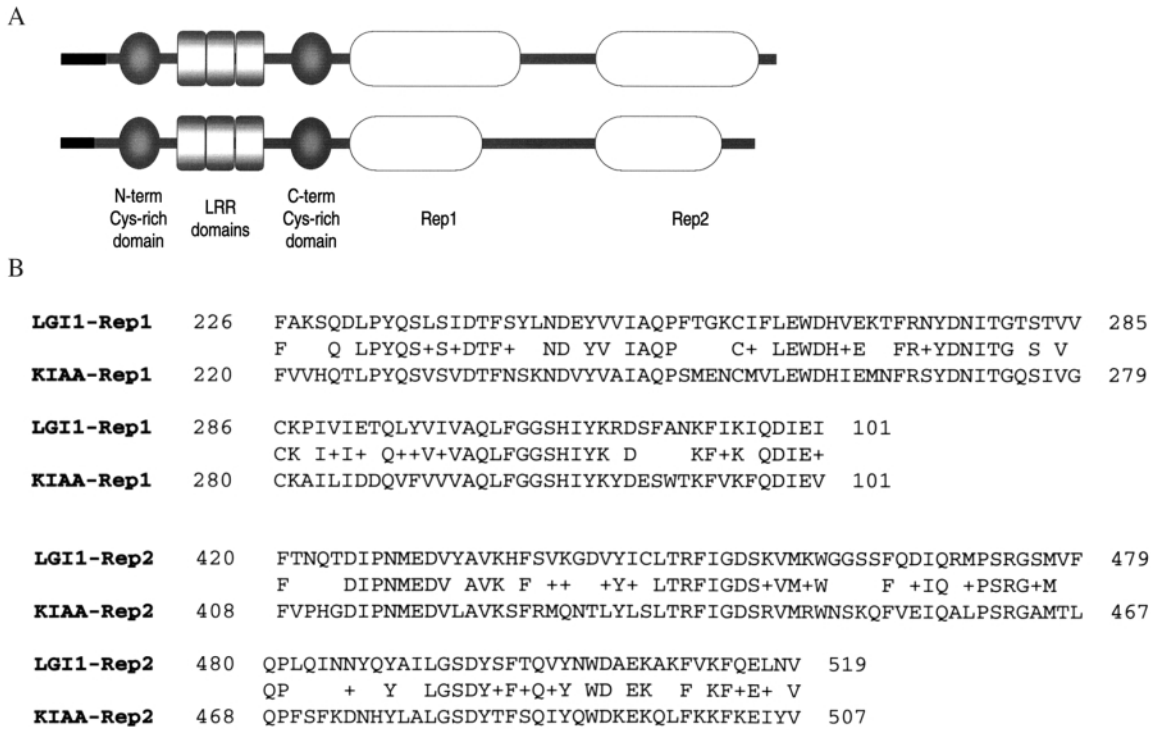 A
N-term
Cys-rich
domain
LRR
domains
C-term
Cys-rich
domain
Rep1
Rep2
B
LGI1-Rep1 226 FAKSQDLPYQSLSIDTFSYLNDEYVVIAQPFTGKCIFLEWDHVEKTFRNYDNITGTSTVV 285
F Q LPYQS+S+DTF+ ND YV IAQP C+ LEWDH+E FR+YDNITG S V
KIAA-Rep1 220 FVVHQTLPYQSVSVDTFNSKNDVYVAIAQPSMENCMVLEWDHIEMNFRSYDNITGQSIVG 279
LGI1-Rep1 286 CKPIVIETQLYVIVAQLFGGSHIYKRDSFANKFIKIQDIEI 101
CK I+I+ Q++V+VAQLFGGSHIYK D KF+K QDIE+
KIAA-Rep1 280 CKAILIDDQVFVVVAQLFGGSHIYKYDESWTKFVKFQDIEV 101
LGI1-Rep2 420 FTNQTDIPNMEDVYAVKHFSVKGDVYICLTRFIGDSKVMKWGGSSFQDIQRMPSRGSMVF 479
F DIPNMEDV AVK F ++ +Y+ LTRFIGDS+VM+W F +IQ +PSRG+M
KIAA-Rep2 408 FVPHGDIPNMEDVLAVKSFRMQNTLYLSLTRFIGDSRVMRWNSKQFVEIQALPSRGAMTL 467
LGI1-Rep2 480 QPLQINNYQYAILGSDYSFTQVYNWDAEKAKFVKFQELNV 519
QP + Y LGSDY+F+Q+Y WD EK F KF+E+ V
KIAA-Rep2 468 QPFSFKDNHYLALGSDYTFSQIYQWDKEKQLFKKFKEIYV 507